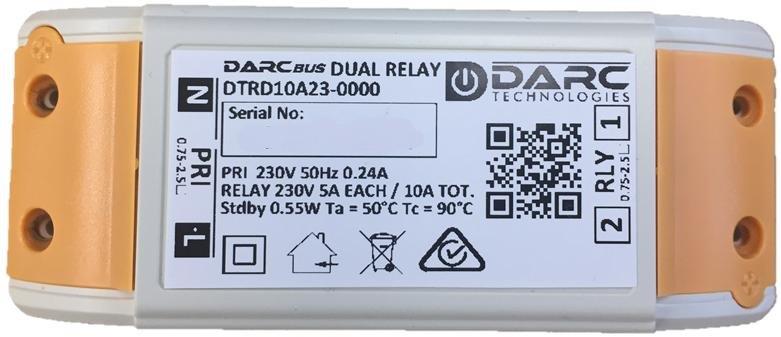 DARCBUS DUAL RELAY
DTRD10A23-0000
Serial No:
DARC
TECHNOLOGIES
PRI 230V 50Hz 0.24A
RELAY 230V 5A EACH / 10A TOT.
Stdby 0.55W Ta = 50°C Tc = 90°C
N
PRI
0.75-2.5
L
1
RLY
0.75-2.5
2